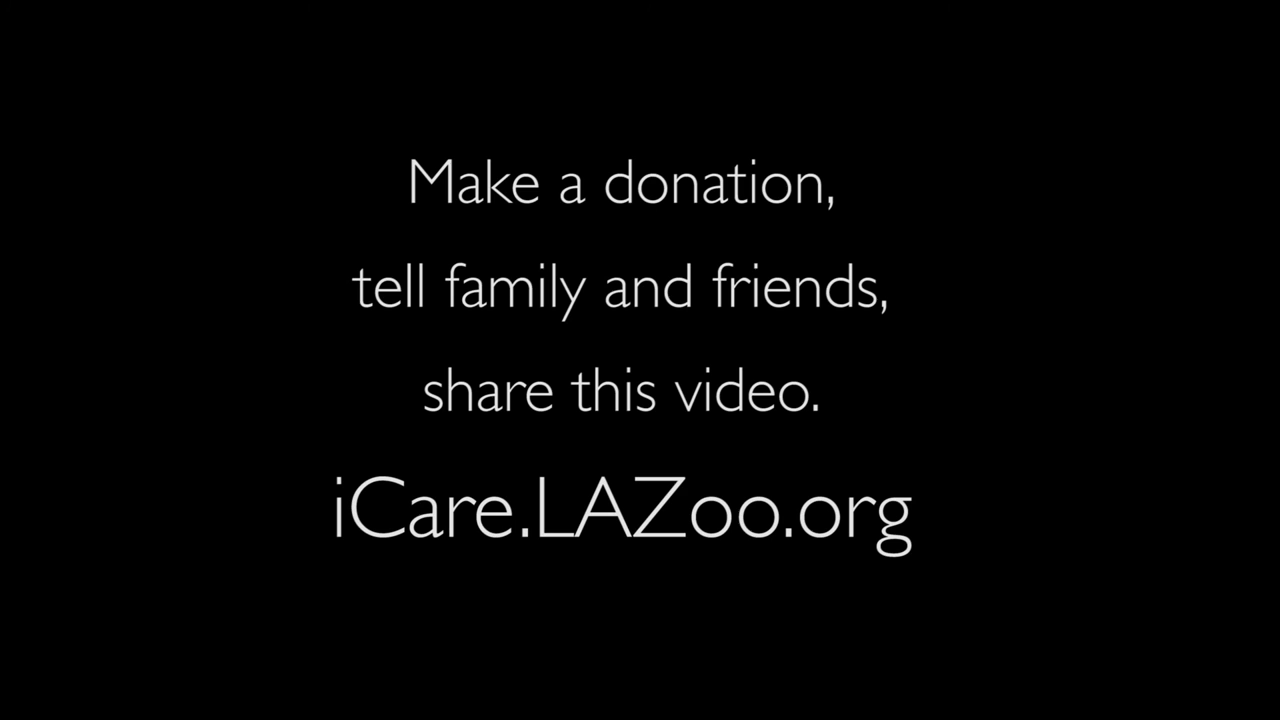 Make a donation,
tell family and friends,
share this video.
iCare.LAZoo.org